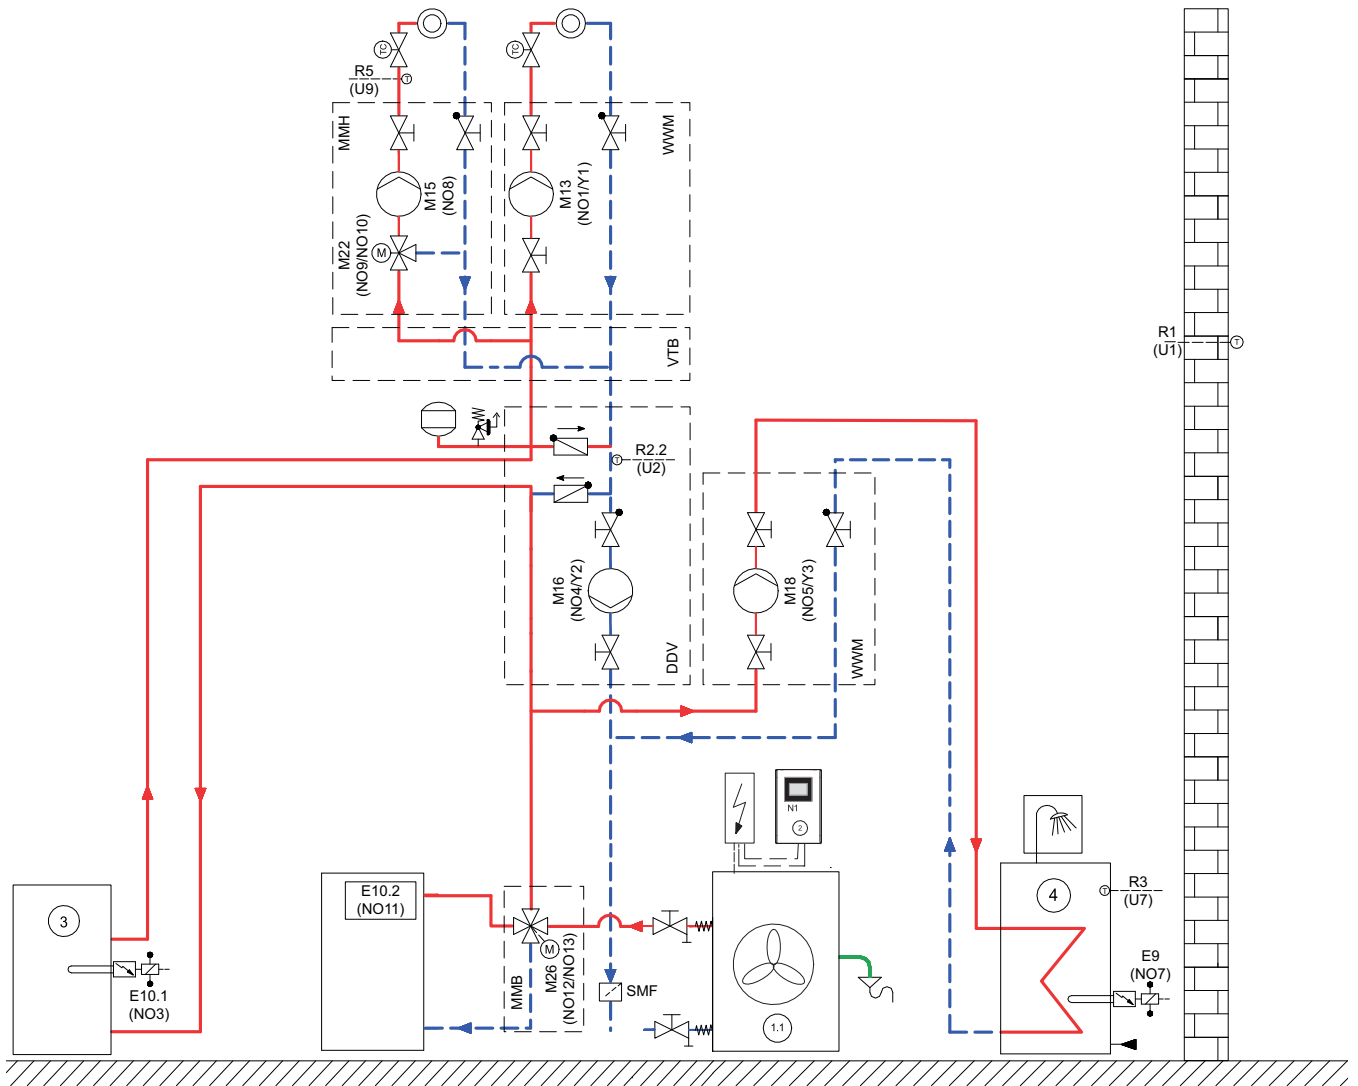 TC
TC
R5
(U9)
T
MMH
WWM
M15
(NO8)
M13
(NO1/Y1)
M22
(NO9/NO10)
M
VTB
R1
(U1)
T
R2.2
(U2)
T
M16
(NO4/Y2)
DDV
M18
(NO5/Y3)
WWM
N1
2
3
E10.1
(NO3)
E10.2
(NO11)
M
MMB
M26
(NO12/NO13)
SMF
1.1
4
T
R3
(U7)
E9
(NO7)